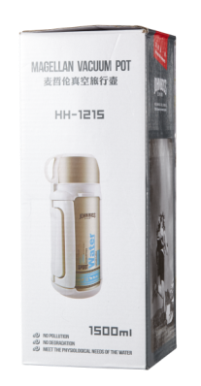 MAGELLAN VACUUM POT
麦哲伦真空旅行壶
HH-1215
Water
1500ml
NO POLLUTION
NO DEGRADATION
MEET THE PHYSIOLOGICAL NEEDS OF THE WATER